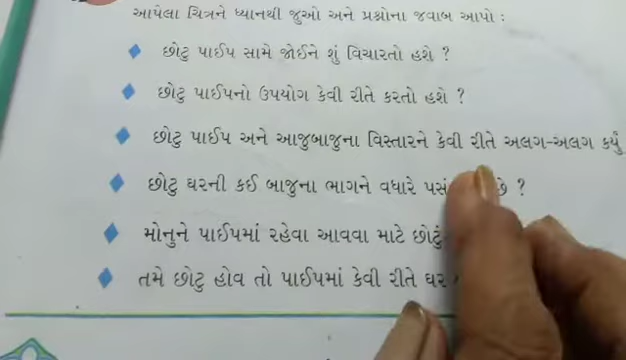 આપેલા ચિત્રને ધ્યાનથી જુઓ અને પ્રશ્નોના જવાબ આપો :
છોટુ પાઈપ સામે જોઈને શું વિચારતો હશે ?
છોટુ પાઈપનો ઉપયોગ કેવી રીતે કરતો હશે ?
છોટુ પાઈપ અને આજુબાજુના વિસ્તારને કેવી રીતે અલગ-અલગ કર્યું
છોટુ ઘરની કઈ બાજુના ભાગને વધારે છે ?
મોનુને પાઈપમાં રહેવા આવવા માટે
તમે છોટુ હોવ તો પાઈપમાં કેવી રીતે ઘર